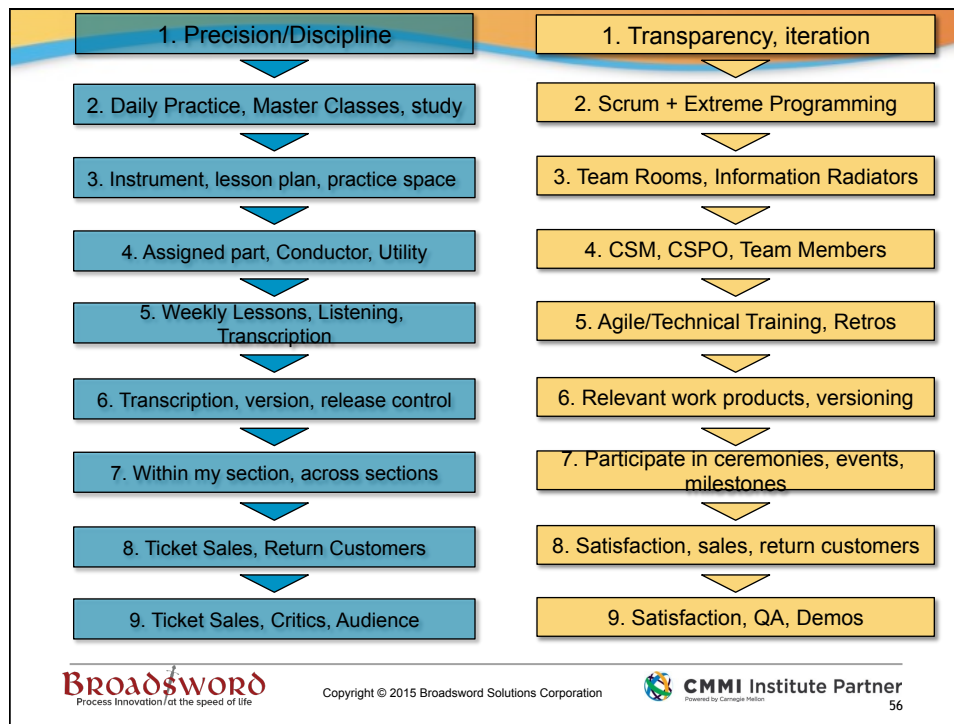 1. Precision/Discipline
2. Daily Practice, Master Classes, study
3. Instrument, lesson plan, practice space
4. Assigned part, Conductor, Utility
5. Weekly Lessons, Listening,
Transcription
6. Transcription, version, release control
7. Within my section, across sections
8. Ticket Sales, Return Customers
9. Ticket Sales, Critics, Audience
1. Transparency, iteration
2. Scrum + Extreme Programming
3. Team Rooms, Information Radiators
4. CSM, CSPO, Team Members
5. Agile/Technical Training, Retros
6. Relevant work products, versioning
7. Participate in ceremonies, events,
milestones
8. Satisfaction, sales, return customers
9. Satisfaction, QA, Demos
BROADSWORD
Process Innovation at the speed of life
Copyright © 2015 Broadsword Solutions Corporation
CMMI Institute Partner
Powered by Carnegie Mellon
56